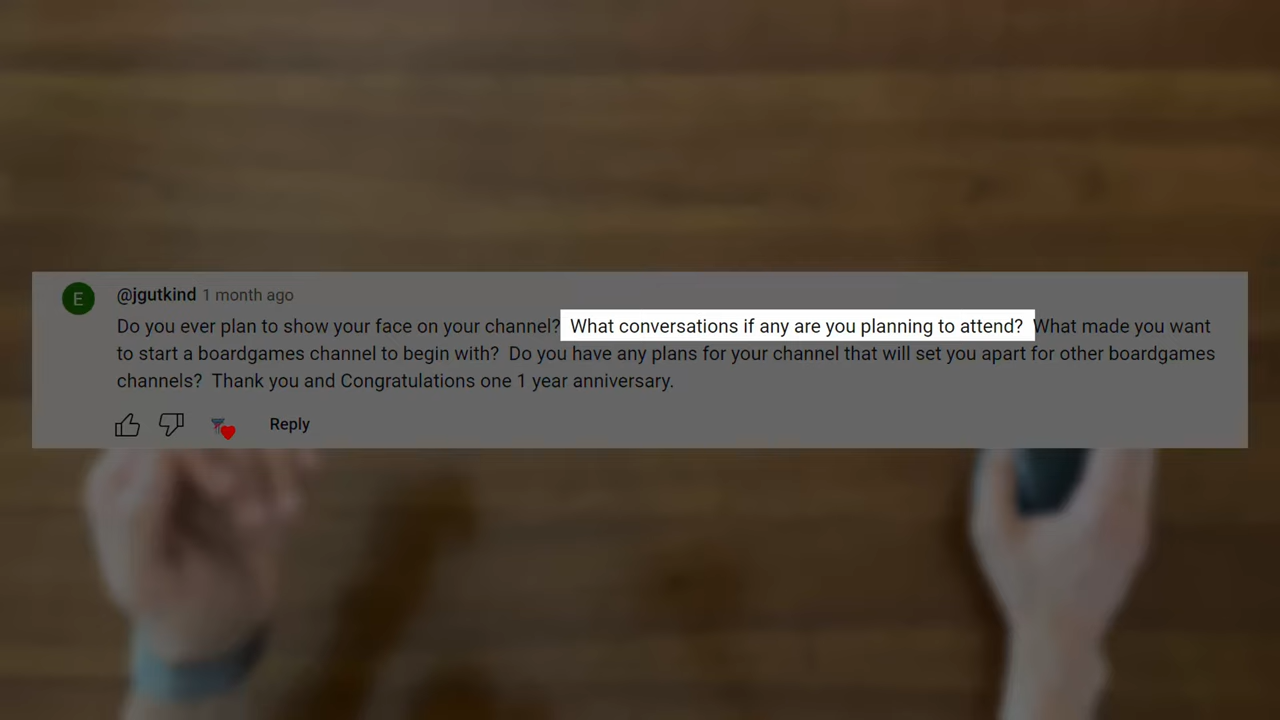 E
@jgutkind 1 month ago
Do you ever plan to show your face on your channel? What conversations if any are you planning to attend? What made you want
to start a boardgames channel to begin with? Do you have any plans for your channel that will set you apart for other boardgames
channels? Thank you and Congratulations one 1 year anniversary.
Reply